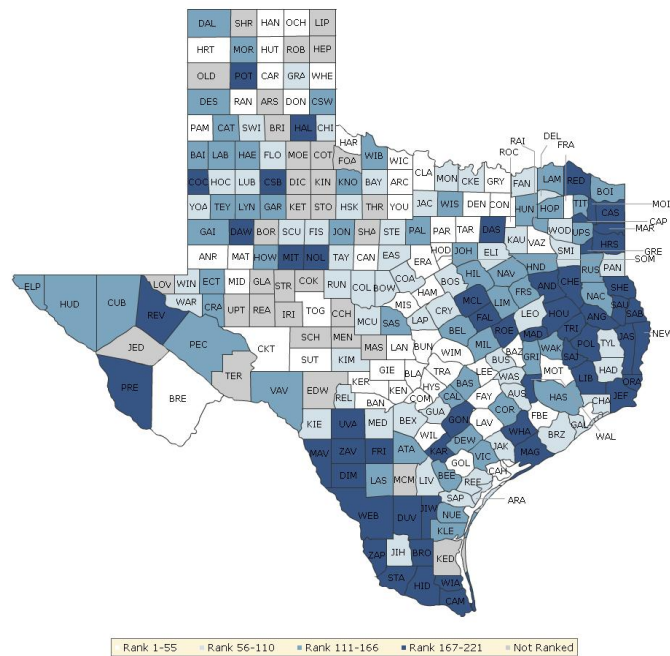 DAL SHR HAN OCH LIP
HRT MOR HUT ROB HEP
OLD POT CAR GRA WHE
DES RAN ARS DON CSW
PAM CAT SWI BRI HAL CHI
HAR
BAI LAB HAE FLO MOE COT FOA WIB WIC
COC HOC LUB CSB DIC KIN KNO BAY ARC CLA MON CKE GRY FAN LAM RED BOI
RAI DEL
ROC FRA
YOA TEY LYN GAR KET STO HSK THR YOU JAC WIS DEN CON HUN HOP TIT CAS MOI
CAP
GAI DAW BOR SCU FIS JON SHA STE PAL PAR TAR DAS KAU VAZ WOD UPS HRS MAR
GRE
ANR MAT HOW MIT NOL TAY CAN ERA HOD JOH ELI SMI PAN SOM
ELP HUD CUB REV LOV WIN ECT MID GLA STR COK RUN COL BOW COA HAM BOS HIL NAV HND RUS
WAR CRA UPT REA IRI TOG CCH MCU MIS CRY MCL LIM FRS AND CHE NAC SHE
JED PEC CKT SCH MEN SAS LAP FAL LEO HOU ANG SAU SAB NEW
BEL ROE MAD TRI POL TYL JAS
SUT KIM MAS LAN BUN WIM MIL BAZ GRI WAK SAJ HAD
PRE BRE TER GIE BLA TRA LEE BUS MOT LIB ORA
VAV EDW REL KER KEN HYS BAS WAS AUS HAS CHA JEF
BAN COM CAL FAY
KIE UVA MED BEX GUA GON LAV COR FBE GAL WAL
WIL BRZ
MAV ZAV FRI ATA KAR DEW WHA
JAK MAG
DIM LAS MCM LIV BEE GOL VIC CAH
REE ARA
SAP
WEB DUV JIW NUE
KLE
ZAP JIH BRO KED
STA HID WIA
CAM
Rank 1-55 Rank 56-110 Rank 111-166 Rank 167-221 Not Ranked